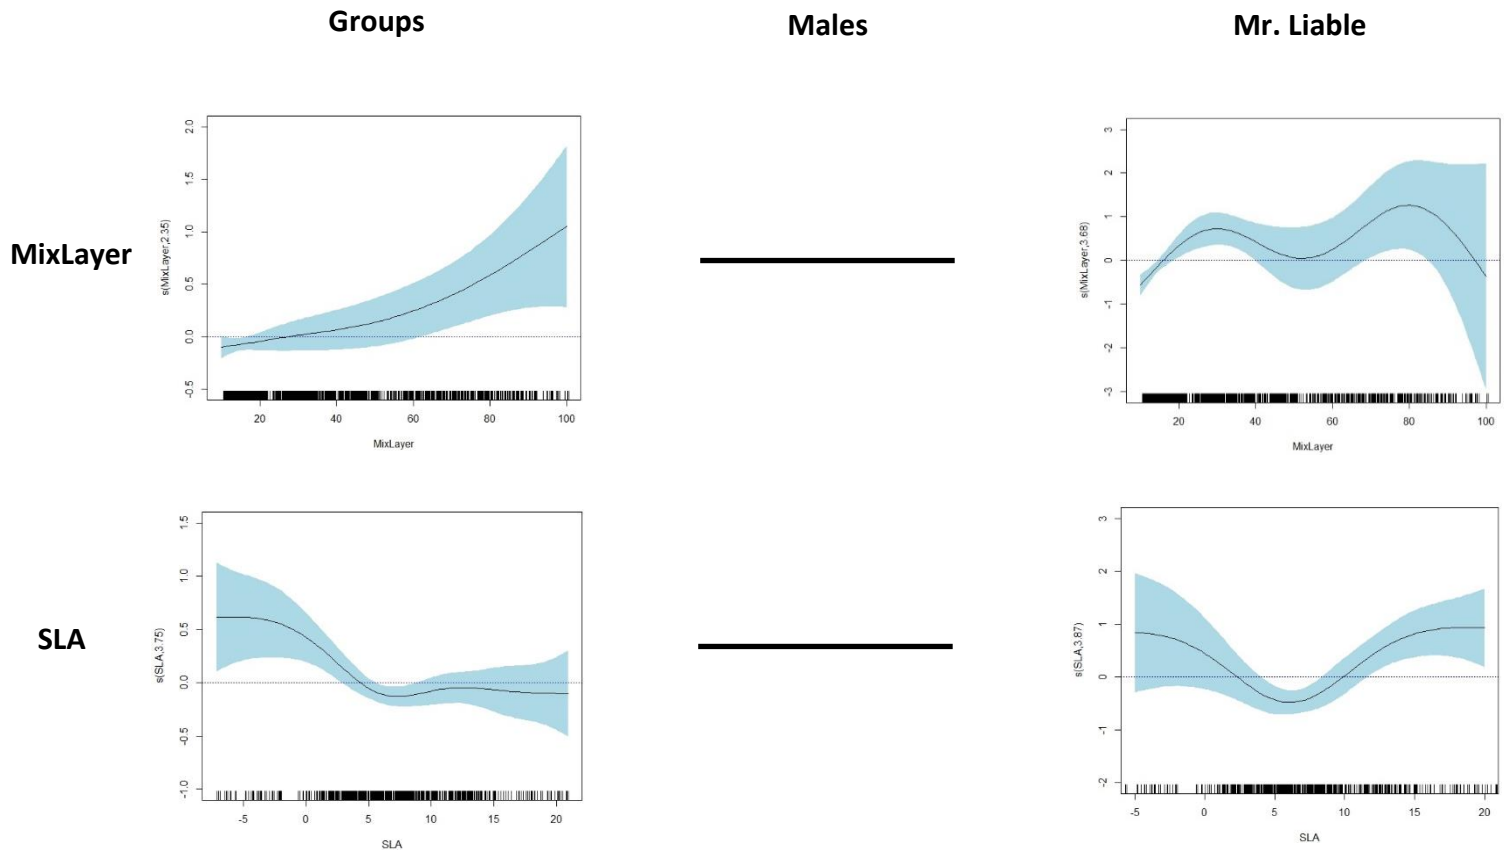 Groups Males Mr. Liable
MixLayer
s(MixLayer,2.35)
2.0
1.5
1.0
0.5
0.0
-0.5
20 40 60 80 100
MixLayer
s(MixLayer,3.68)
3
2
1
0
-1
-2
-3
20 40 60 80 100
MixLayer
SLA
s(SLA,3.75)
1.5
1.0
0.5
0.0
-0.5
-1.0
-5 0 5 10 15 20
SLA
s(SLA,3.87)
3
2
1
0
-1
-2
-5 0 5 10 15 20
SLA